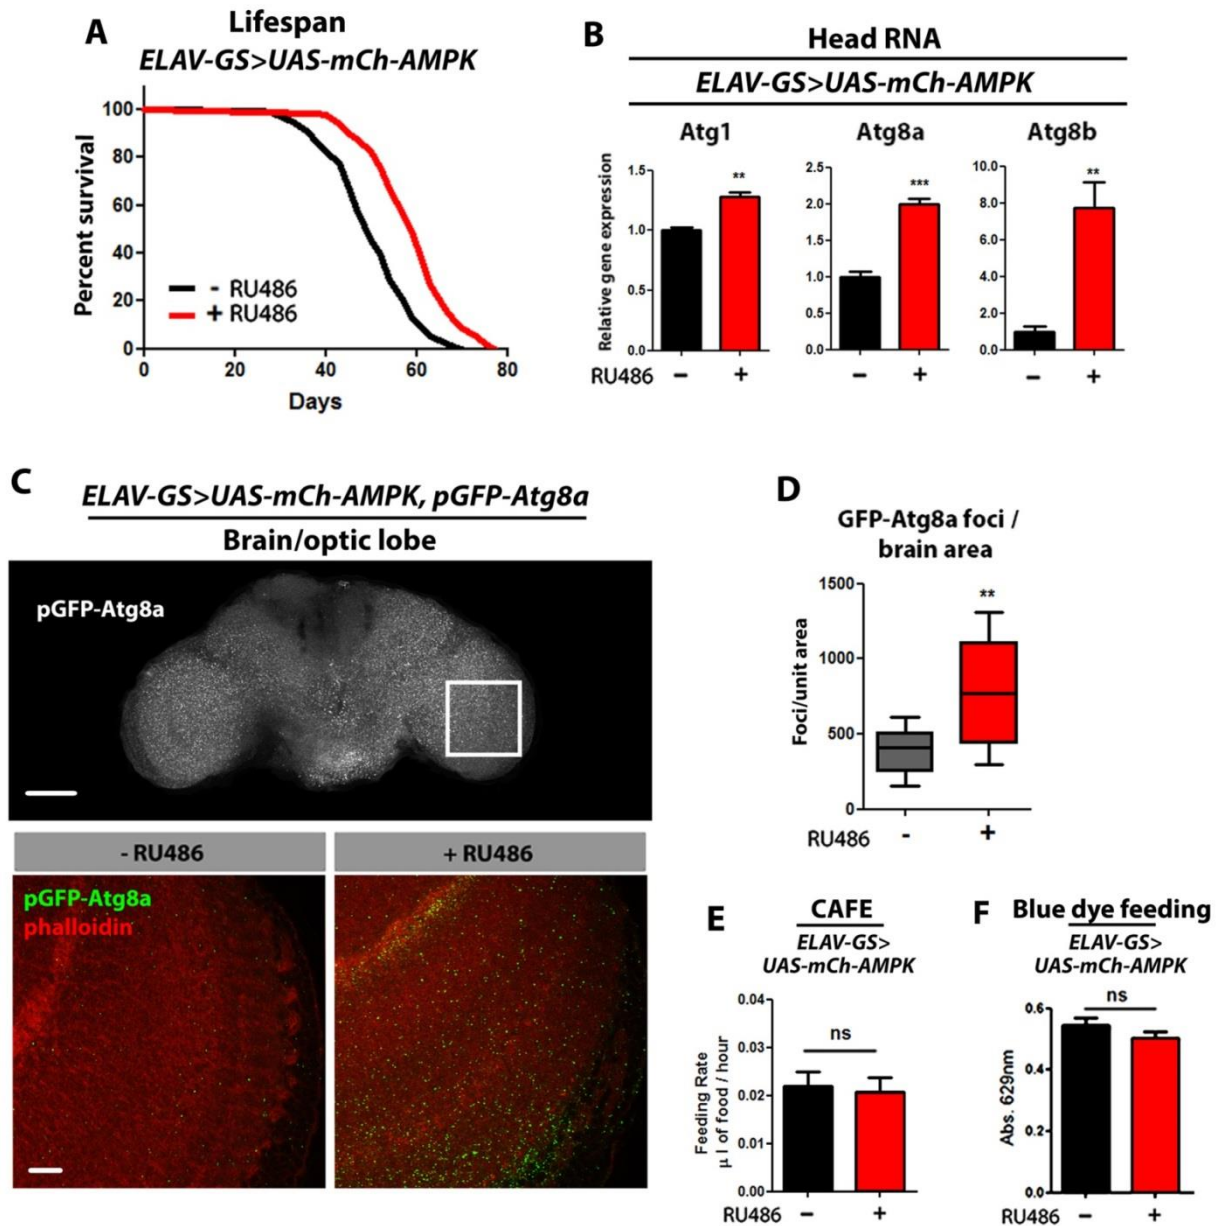 A
Lifespan
ELAV-GS>UAS-mCh-AMPK
Percent survival
100
80
60
40
20
0
- RU486
+ RU486
0 20 40 60 80
Days
B
Head RNA
ELAV-GS>UAS-mCh-AMPK
Atg1
Relative gene expression
1.5
1.0
0.5
0.0
**
RU486 − +
Atg8a
2.5
2.0
1.5
1.0
0.5
0.0
***
− +
Atg8b
10.0
8.0
6.0
4.0
2.0
0.0
**
− +
C
ELAV-GS>UAS-mCh-AMPK, pGFP-Atg8a
Brain/optic lobe
pGFP-Atg8a
- RU486
+ RU486
pGFP-Atg8a
phalloidin
D
GFP-Atg8a foci /
brain area
Foci/unit area
1500
1000
500
0
**
RU486 - +
E
CAFE
ELAV-GS>
UAS-mCh-AMPK
Feeding Rate
µl of food / hour
0.04
0.03
0.02
0.01
0.00
ns
RU486 − +
F
Blue dye feeding
ELAV-GS>
UAS-mCh-AMPK
Abs. 629nm
0.6
0.4
0.2
0.0
ns
RU486 − +